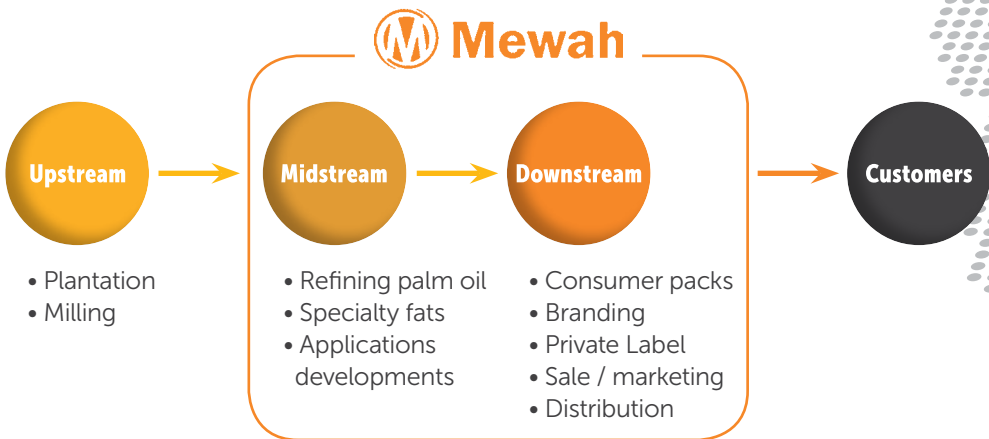 Mewah
Upstream
Midstream
Downstream
Customers
• Plantation
• Milling
• Refining palm oil
• Specialty fats
• Applications
developments
• Consumer packs
• Branding
• Private Label
• Sale / marketing
• Distribution